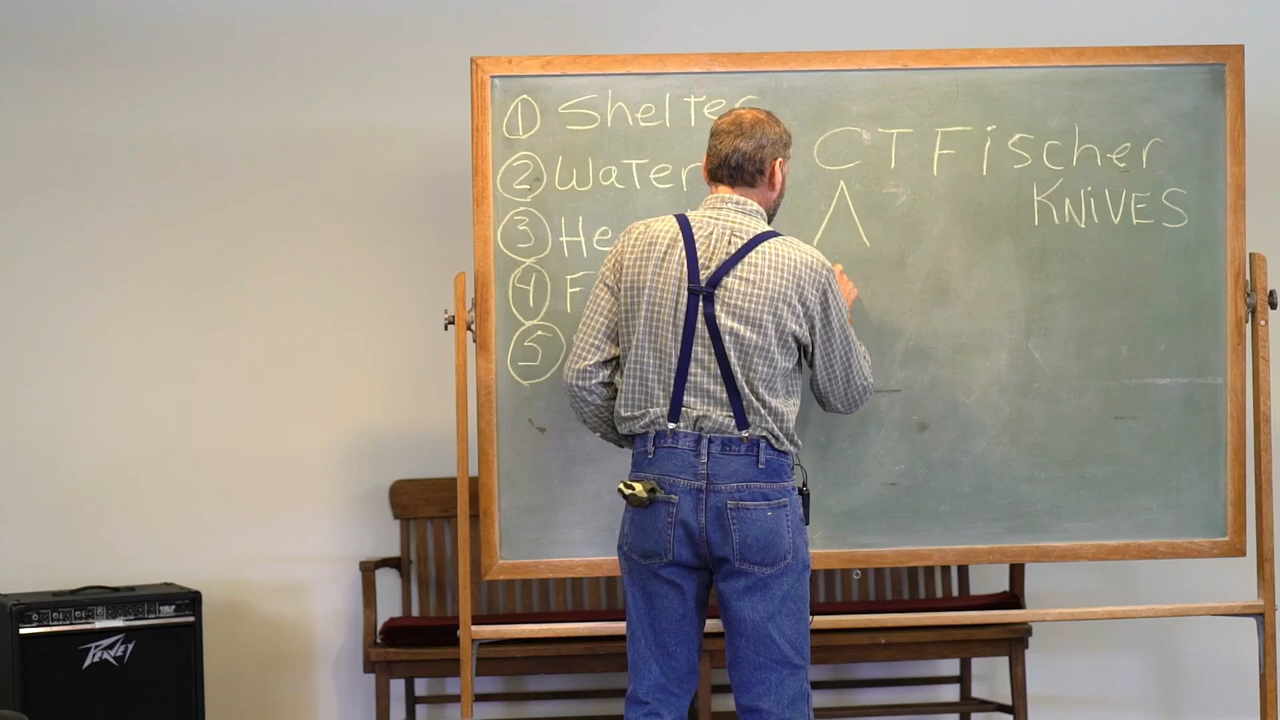 ① Shelter
② Water
③ He
④ F
⑤
CT Fischer
KNIVES
PEAVEY